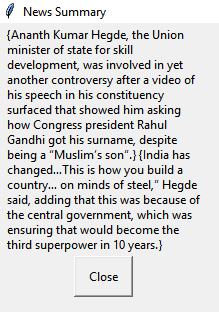 News Summary
{Ananth Kumar Hegde, the Union
minister of state for skill
development, was involved in yet
another controversy after a video of
his speech in his constituency
surfaced that showed him asking
how Congress president Rahul
Gandhi got his surname, despite
being a “Muslim’s son”.} {India has
changed...This is how you build a
country... on minds of steel,” Hegde
said, adding that this was because of
the central government, which was
ensuring that would become the
third superpower in 10 years.}
Close